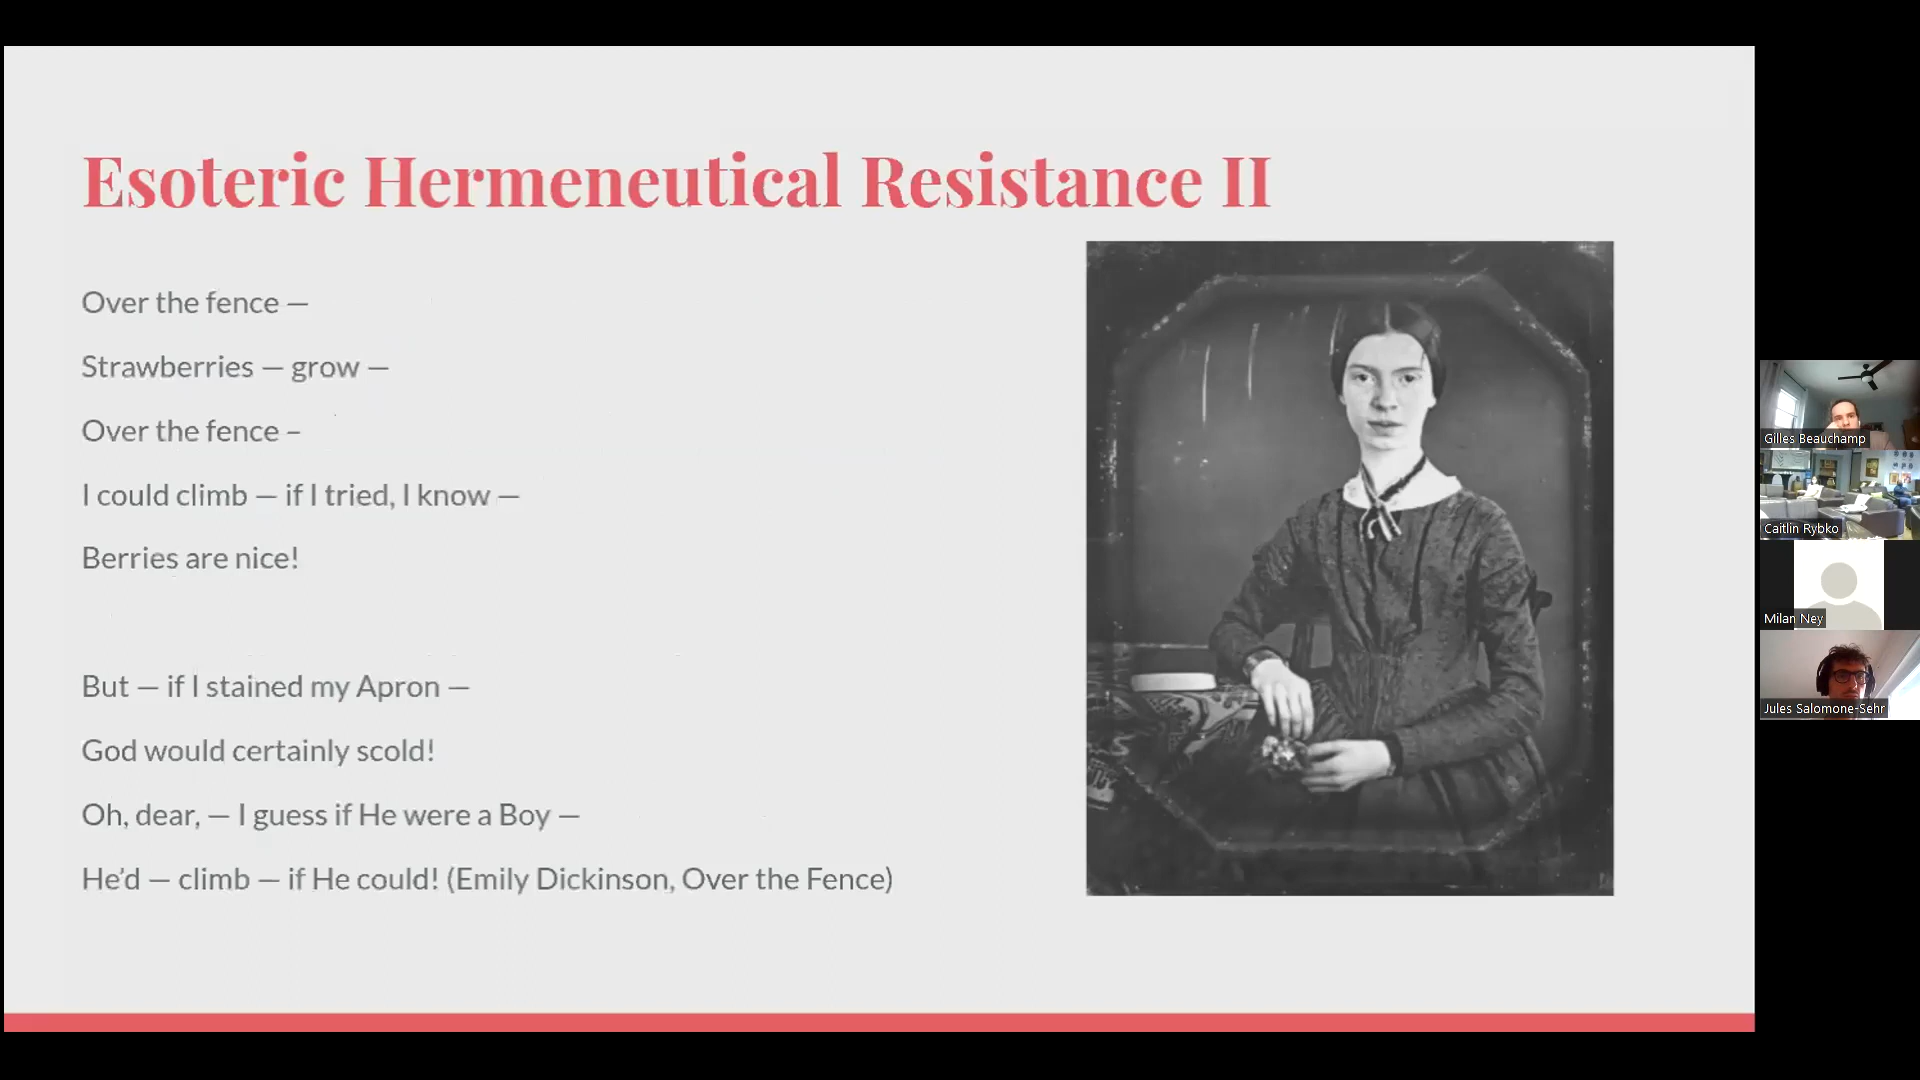 Esoteric Hermeneutical Resistance II
Over the fence —
Strawberries — grow —
Over the fence –
I could climb — if I tried, I know —
Berries are nice!
But — if I stained my Apron —
God would certainly scold!
Oh, dear, — I guess if He were a Boy —
He’d — climb — if He could! (Emily Dickinson, Over the Fence)
Gilles Beauchamp
Caitlin Rybko
Milan Ney
Jules Salomone-Sehr